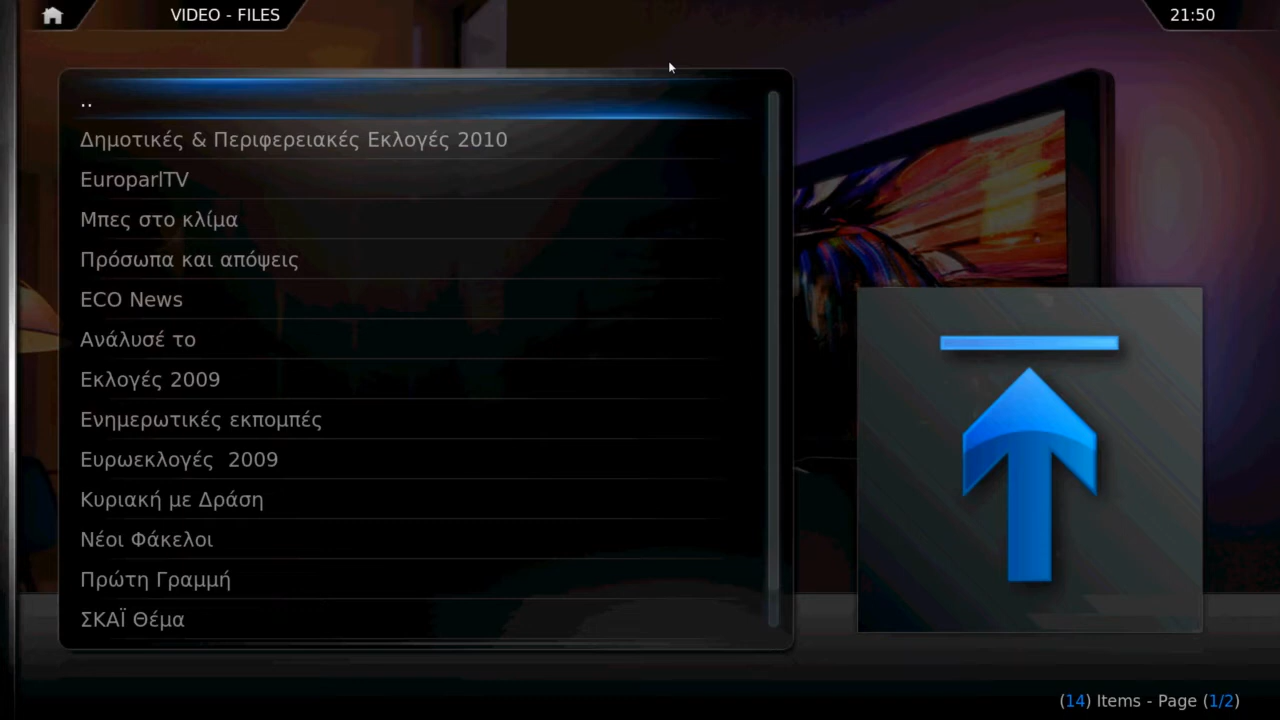 VIDEO - FILES
21:50
..
Δημοτικές & Περιφερειακές Εκλογές 2010
EuroparlTV
Μπες στο κλίμα
Πρόσωπα και απόψεις
ECO News
Ανάλυσέ το
Εκλογές 2009
Ενημερωτικές εκπομπές
Ευρωεκλογές  2009
Κυριακή με Δράση
Νέοι Φάκελοι
Πρώτη Γραμμή
ΣΚΑΪ Θέμα
(14) Items - Page (1/2)